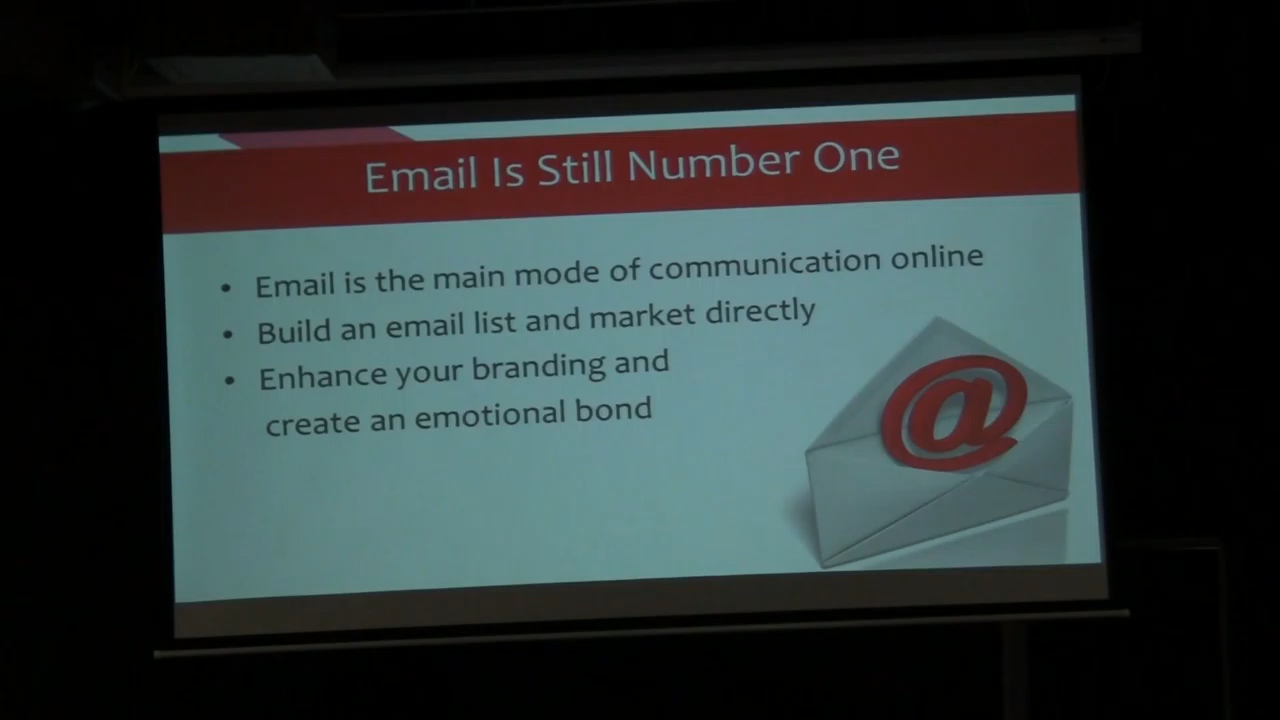 Email Is Still Number One
• Email is the main mode of communication online
• Build an email list and market directly
• Enhance your branding and
create an emotional bond
@